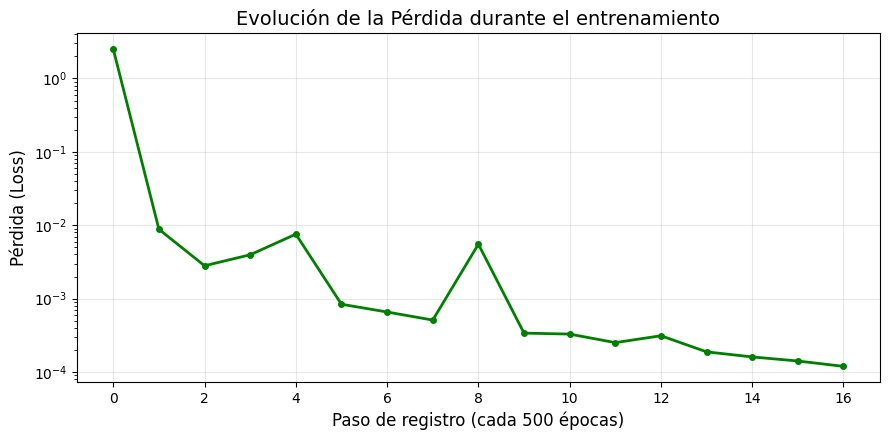 Evolución de la Pérdida durante el entrenamiento
Pérdida (Loss)
10⁰
10⁻¹
10⁻²
10⁻³
10⁻⁴
0 2 4 6 8 10 12 14 16
Paso de registro (cada 500 épocas)